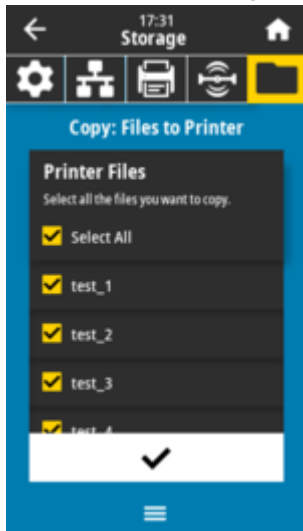 17:31
Storage
Copy: Files to Printer
Printer Files
Select all the files you want to copy.
Select All
test_1
test_2
test_3
test_4